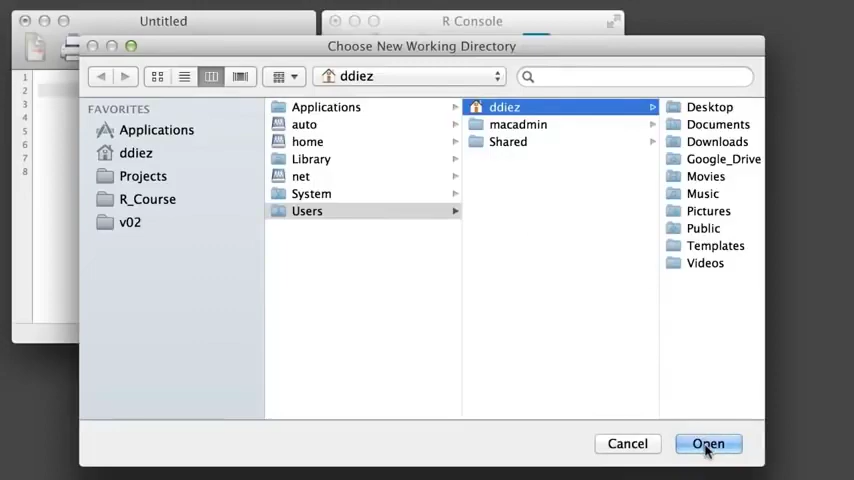 Untitled
R Console
Choose New Working Directory
ddiez
1
2
3
4
5
6
7
8
FAVORITES
Applications
ddiez
Projects
R_Course
v02
Applications
auto
home
Library
net
System
Users
ddiez
macadmin
Shared
Desktop
Documents
Downloads
Google_Drive
Movies
Music
Pictures
Public
Templates
Videos
Cancel
Open